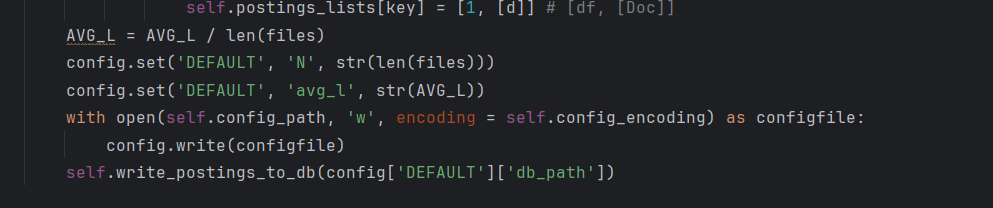 self.postings_lists[key] = [1, [d]] # [df, [Doc]]
AVG_L = AVG_L / len(files)
config.set('DEFAULT', 'N', str(len(files)))
config.set('DEFAULT', 'avg_l', str(AVG_L))
with open(self.config_path, 'w', encoding = self.config_encoding) as configfile:
config.write(configfile)
self.write_postings_to_db(config['DEFAULT']['db_path'])